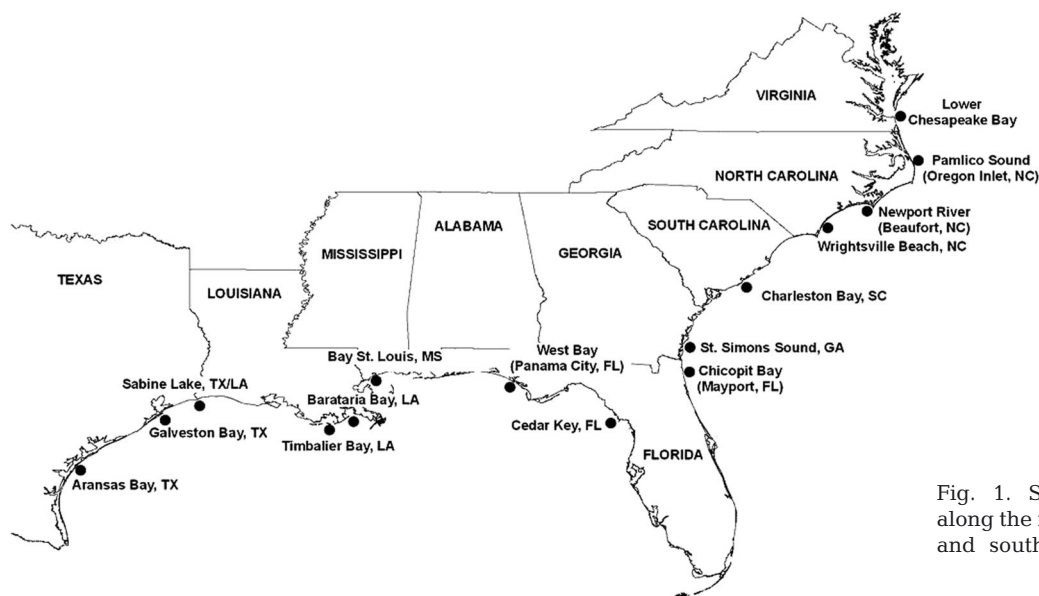 VIRGINIA
Lower
Chesapeake Bay
Pamlico Sound
(Oregon Inlet, NC)
NORTH CAROLINA
Newport River
(Beaufort, NC)
Wrightsville Beach, NC
SOUTH CAROLINA
ALABAMA
MISSISSIPPI
GEORGIA
TEXAS
LOUISIANA
Charleston Bay, SC
St. Simons Sound, GA
Chicopit Bay
(Mayport, FL)
West Bay
(Panama City, FL)
Bay St. Louis, MS
Sabine Lake, TX/LA
Barataria Bay, LA
Galveston Bay, TX
Timbalier Bay, LA
Cedar Key, FL
FLORIDA
Aransas Bay, TX
Fig. 1. S
along the
and south